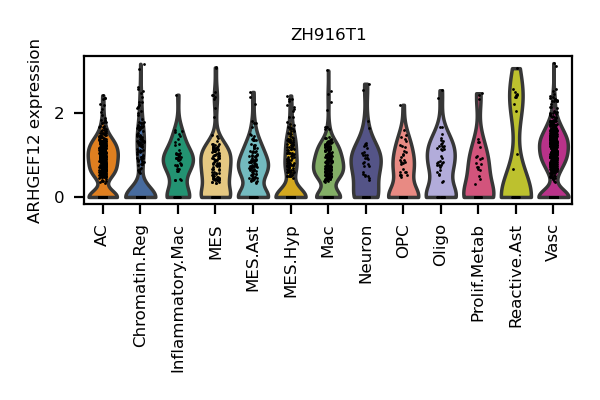 ZH916T1
ARHGEF12 expression
2
0
AC
Chromatin.Reg
Inflammatory.Mac
MES
MES.Ast
MES.Hyp
Mac
Neuron
OPC
Oligo
Prolif.Metab
Reactive.Ast
Vasc